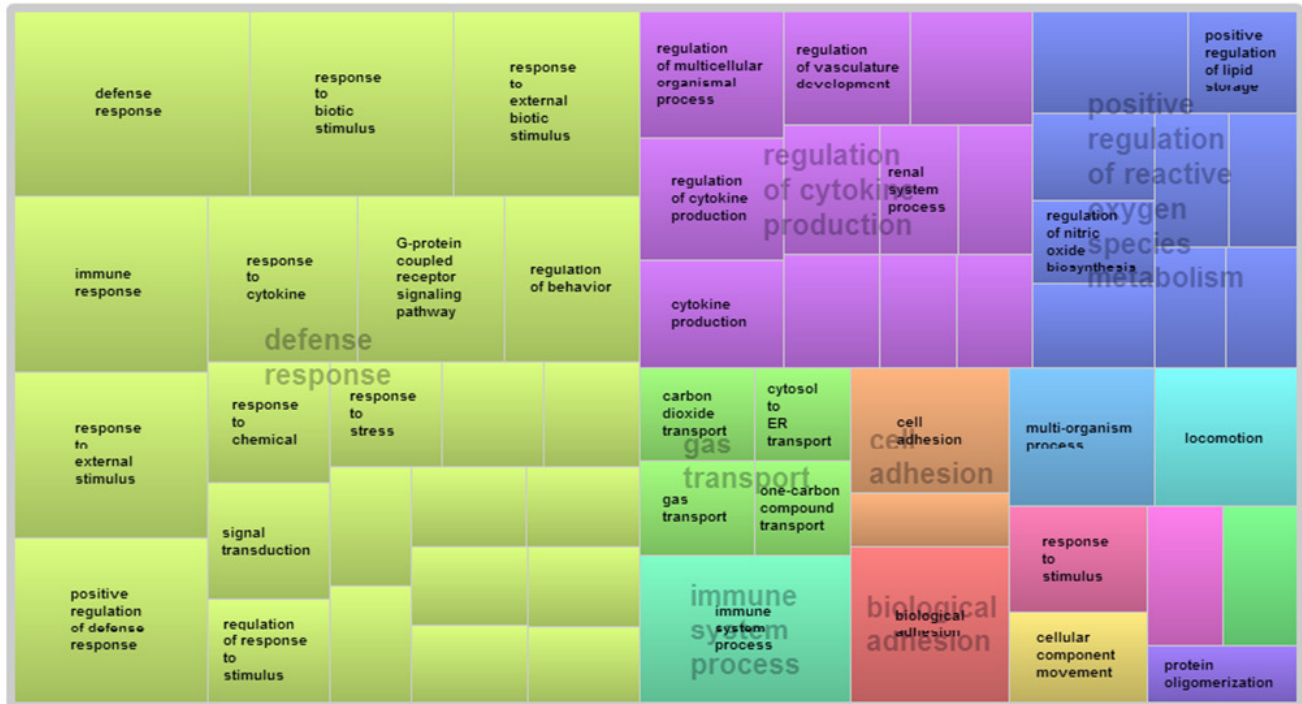 defense
response
response
to
biotic
stimulus
response
to
external
biotic
stimulus
immune
response
response
to
cytokine
G-protein
coupled
receptor
signaling
pathway
regulation
of behavior
defense
response
response
to
external
stimulus
response
to
chemical
response
to
stress
signal
transduction
positive
regulation
of defense
response
regulation
of response
to
stimulus
regulation
of multicellular
organismal
process
regulation
of vasculature
development
regulation
of cytokine
production
regulation
of cytokine
production
renal
system
process
cytokine
production
positive
regulation
of lipid
storage
positive
regulation
of reactive
oxygen
species
metabolism
regulation
of nitric
oxide
biosynthesis
carbon
dioxide
transport
cytosol
to
ER
transport
gas
transport
gas
transport
one-carbon
compound
transport
cell
adhesion
cell
adhesion
multi-organism
process
locomotion
immune
system
process
immune
system
process
biological
adhesion
biological
adhesion
response
to
stimulus
cellular
component
movement
protein
oligomerization